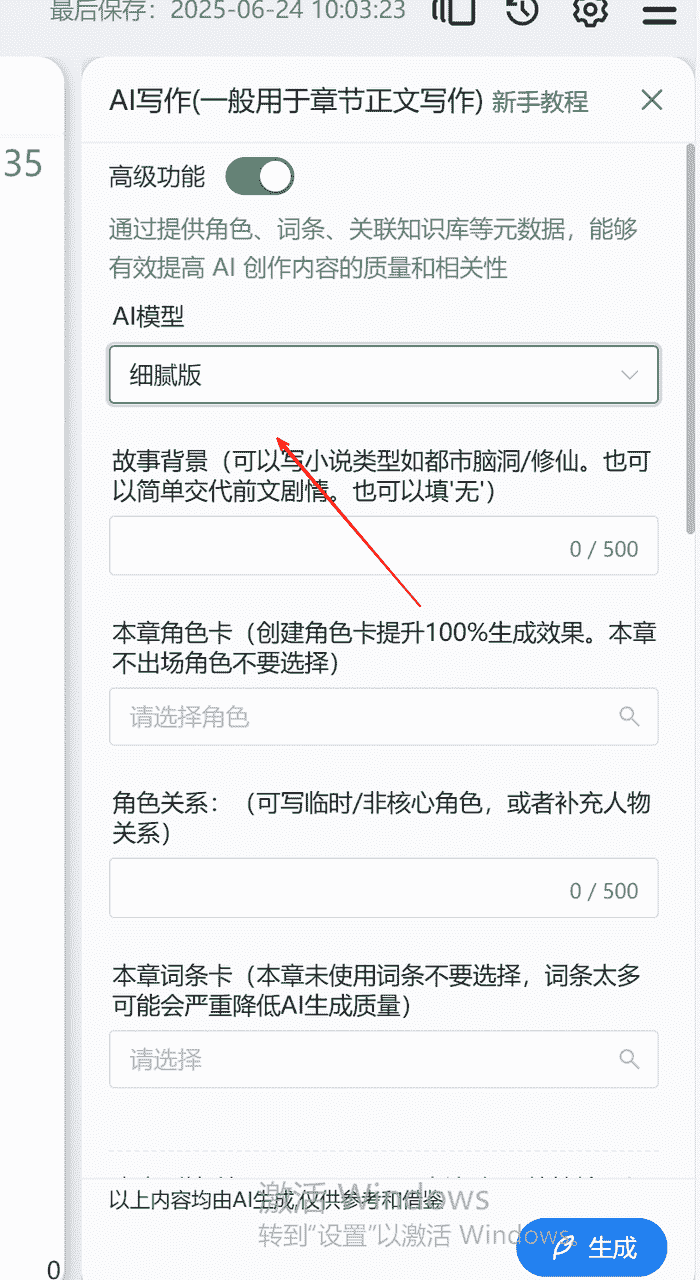 最后保存：2025-06-24 10:03:23
35
AI写作(一般用于章节正文写作) 新手教程
高级功能
通过提供角色、词条、关联知识库等元数据，能够
有效提高 AI 创作内容的质量和相关性
AI模型
细腻版
故事背景（可以写小说类型如都市脑洞/修仙。也可
以简单交代前文剧情。也可以填'无'）
0 / 500
本章角色卡（创建角色卡提升100%生成效果。本章
不出场角色不要选择）
请选择角色
角色关系：（可写临时/非核心角色，或者补充人物
关系）
0 / 500
本章词条卡（本章未使用词条不要选择，词条太多
可能会严重降低AI生成质量）
请选择
以上内容均由AI生成,仅供参考和借鉴
激活 Windows
转到“设置”以激活 Windows。
生成
0